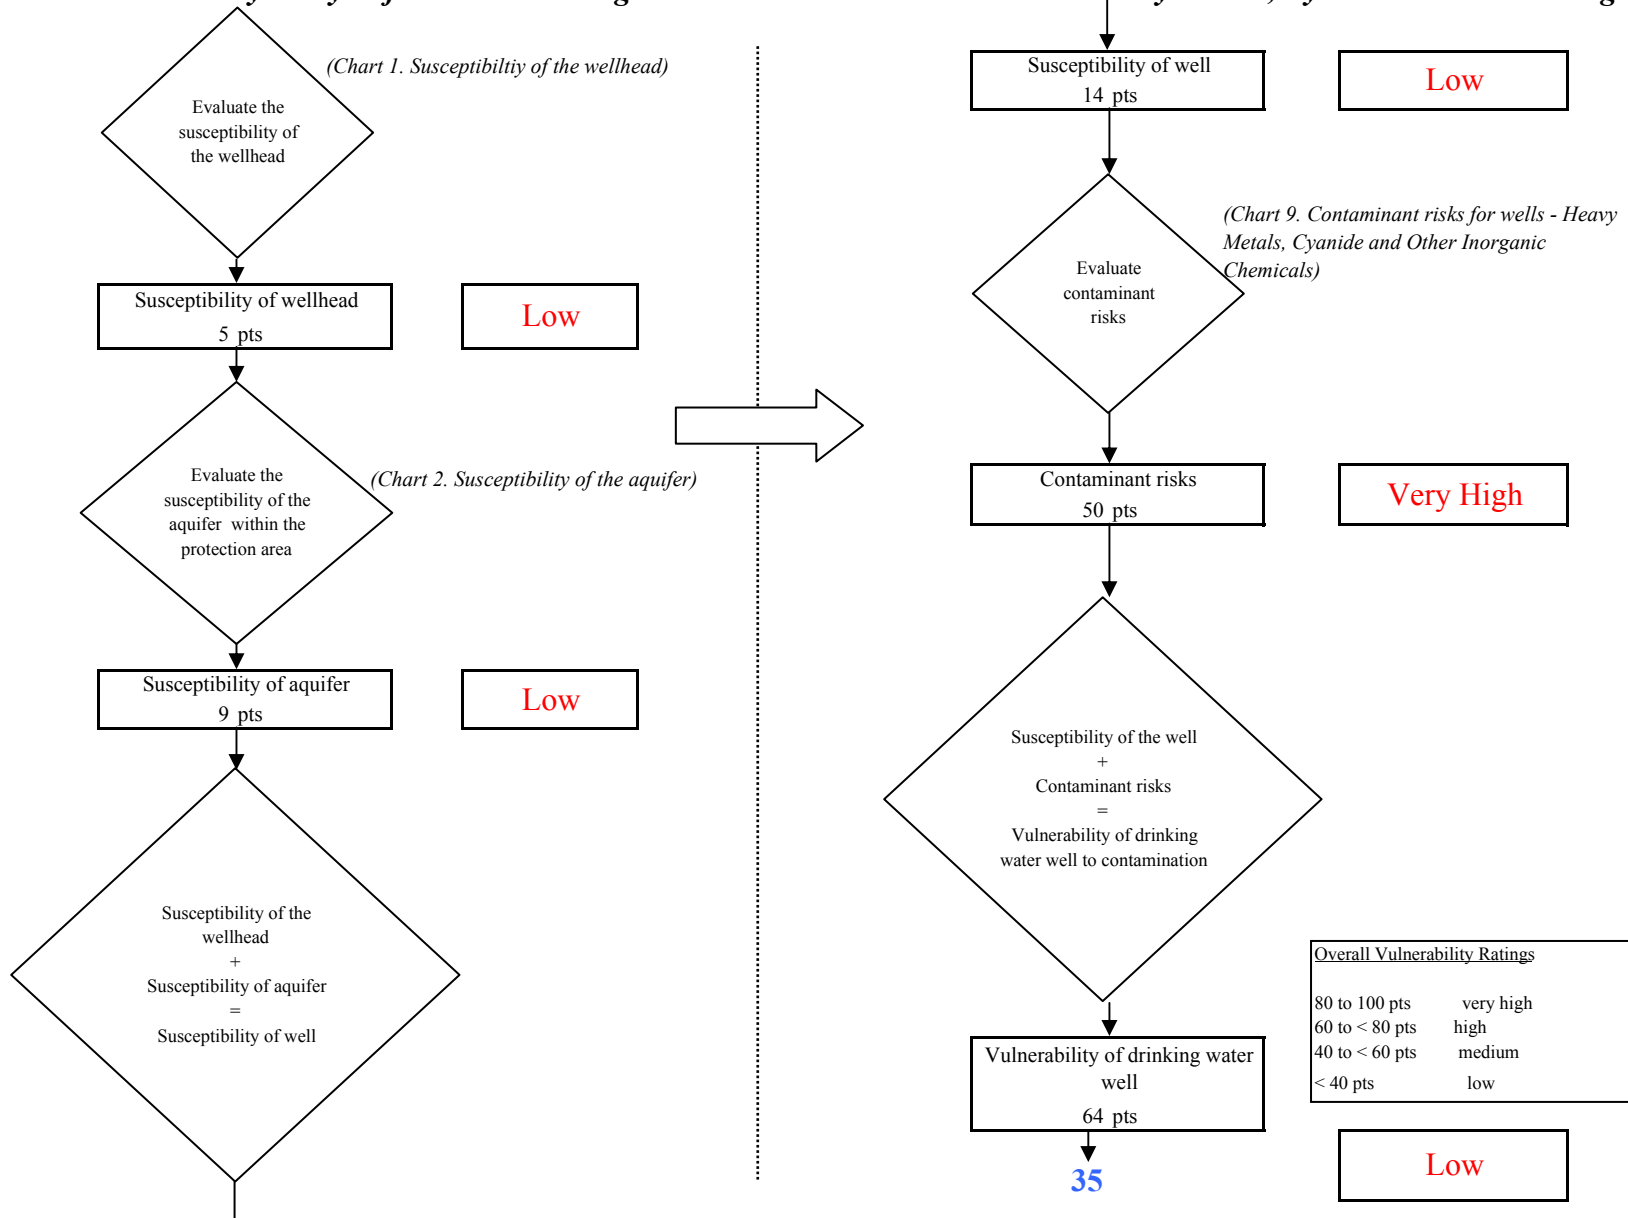 (Chart 1. Susceptibiltiy of the wellhead)
Evaluate the
susceptibility of
the wellhead
Susceptibility of wellhead
5 pts
Low
Evaluate the
susceptibility of the
aquifer within the
protection area
(Chart 2. Susceptibility of the aquifer)
Susceptibility of aquifer
9 pts
Low
Susceptibility of the
wellhead
+
Susceptibility of aquifer
=
Susceptibility of well
Susceptibility of well
14 pts
Low
(Chart 9. Contaminant risks for wells - Heavy
Metals, Cyanide and Other Inorganic
Chemicals)
Evaluate
contaminant
risks
Contaminant risks
50 pts
Very High
Susceptibility of the well
+
Contaminant risks
=
Vulnerability of drinking
water well to contamination
Overall Vulnerability Ratings
80 to 100 pts very high
60 to < 80 pts high
40 to < 60 pts medium
< 40 pts low
Vulnerability of drinking water
well
64 pts
35
Low